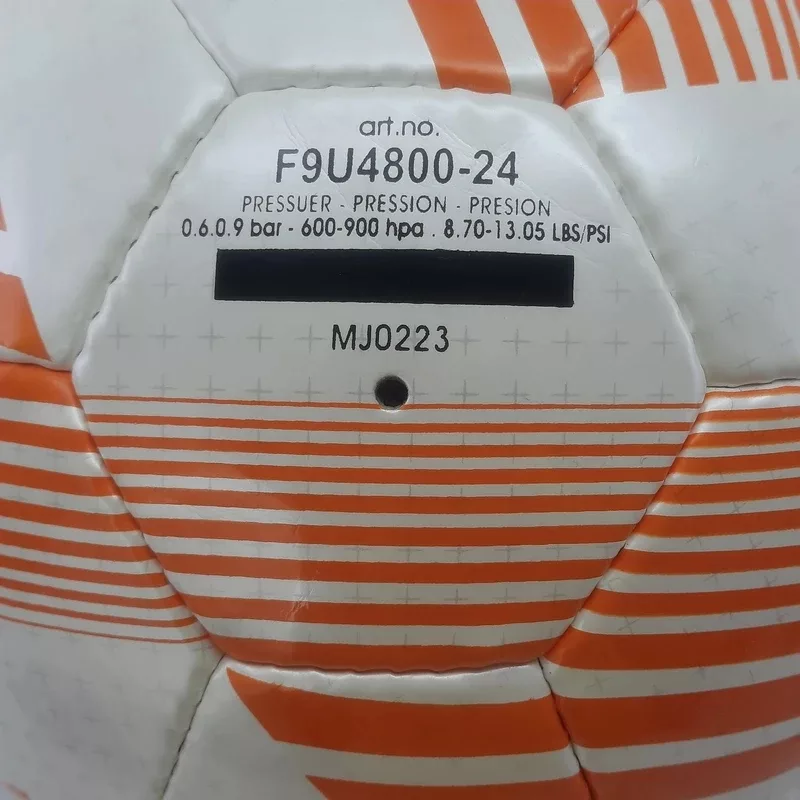 art.no.
F9U4800-24
PRESSUER - PRESSION - PRESION
0.6.0.9 bar - 600-900 hpa . 8.70-13.05 LBS/PSI
MJ0223